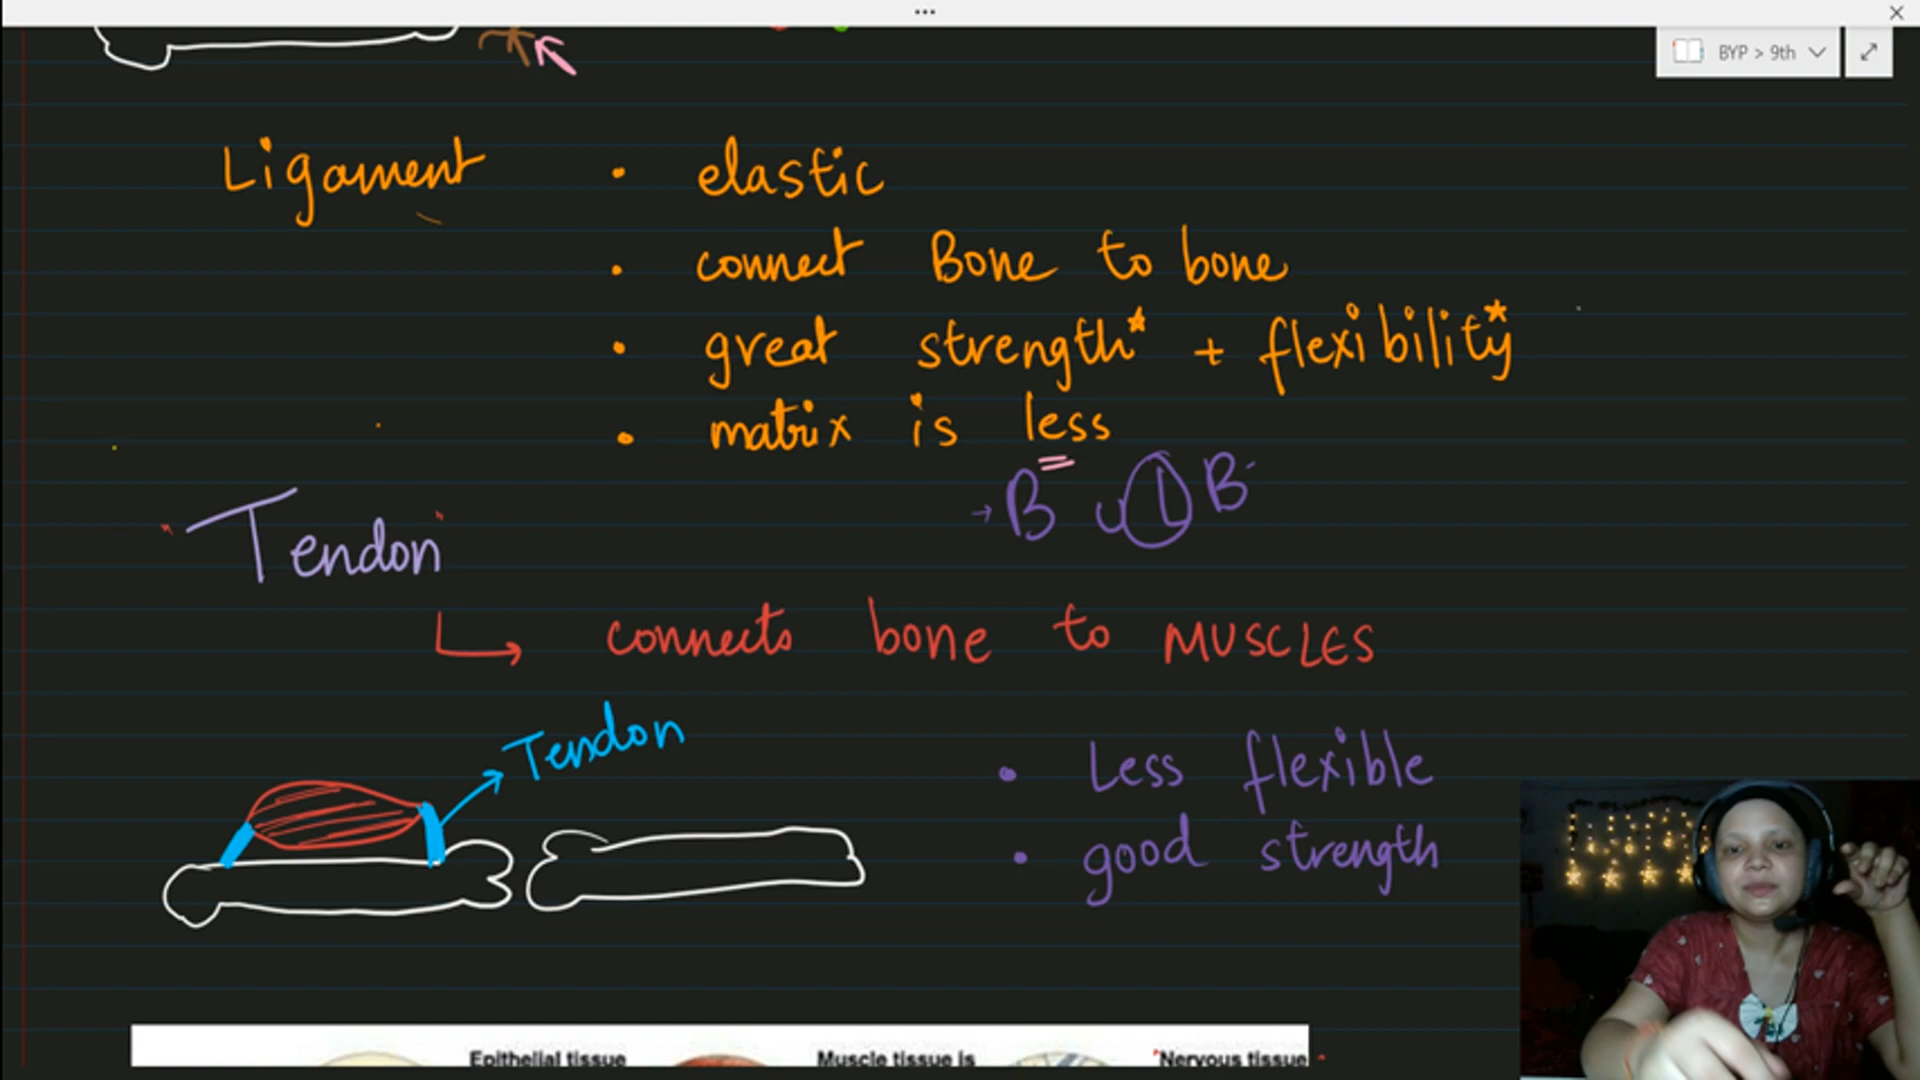 BYP > 9th
Ligament • elastic
• connect Bone to bone
• great strength* + flexibility*
• matrix is less
→ B L B
"Tendon"
↳ connects bone to MUSCLES
Tendon
• Less flexible
• good strength
Epithelial tissue Muscle tissue is "Nervous tissue